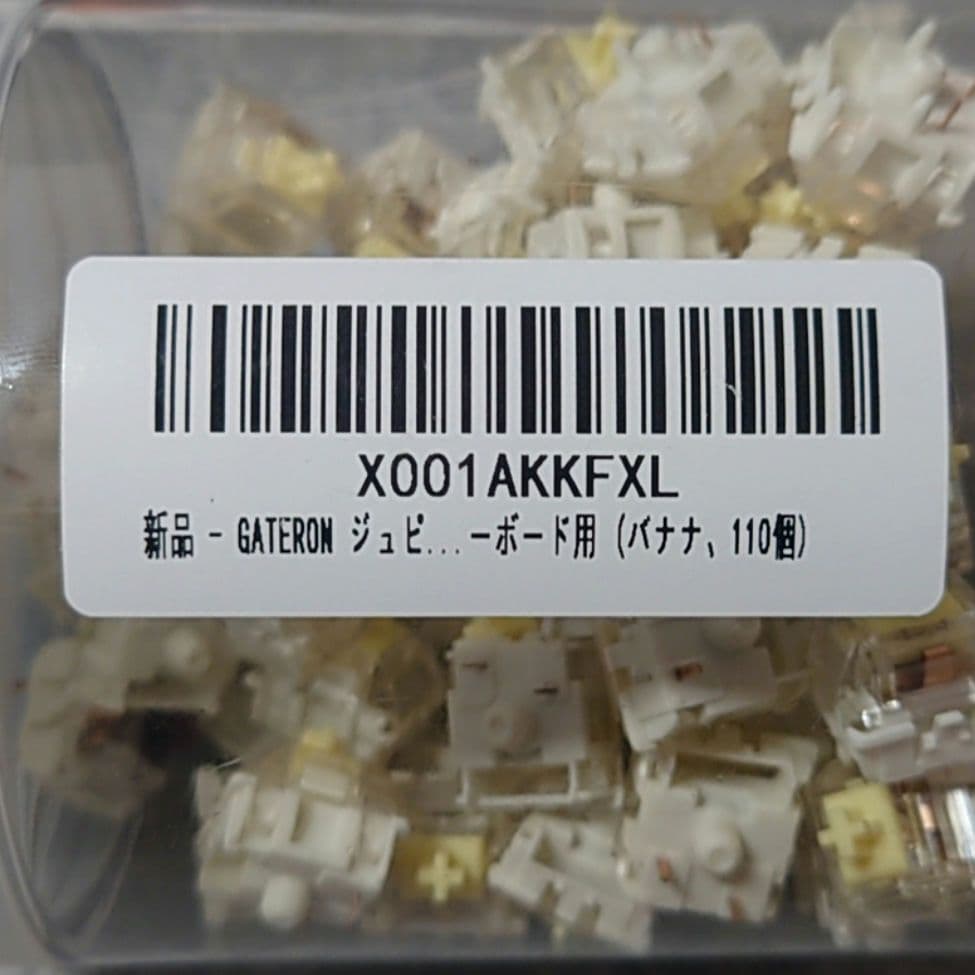 X001AKKFXL
新品 - GATERON ジュピ...ーボード用 (バナナ、110個)